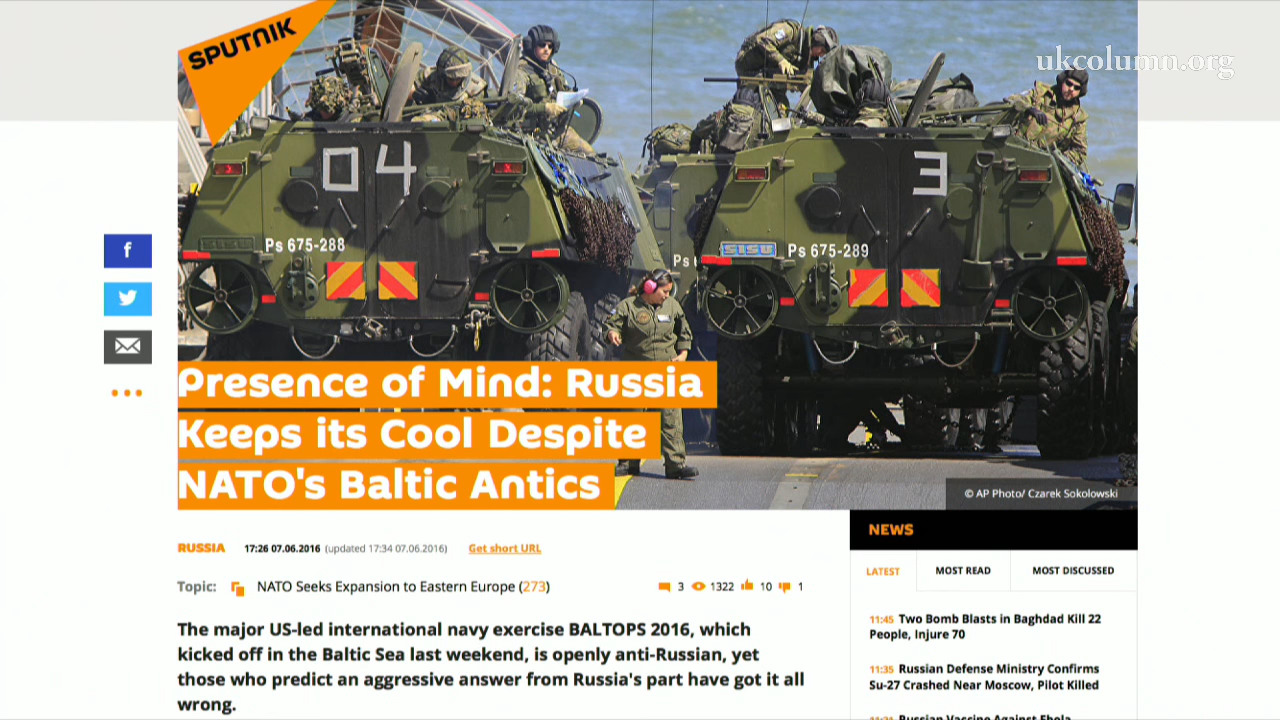 SPUTNIK
ukcolumn.org
04
3
Ps 675-288
SISU
Ps 675-289
Ps
f
Presence of Mind: Russia
Keeps its Cool Despite
NATO's Baltic Antics
© AP Photo/ Czarek Sokolowski
RUSSIA 17:26 07.06.2016 (updated 17:34 07.06.2016) Get short URL
Topic: NATO Seeks Expansion to Eastern Europe (273) 3 1322 10 1
The major US-led international navy exercise BALTOPS 2016, which
kicked off in the Baltic Sea last weekend, is openly anti-Russian, yet
those who predict an aggressive answer from Russia's part have got it all
wrong.
NEWS
LATEST MOST READ MOST DISCUSSED
11:45 Two Bomb Blasts in Baghdad Kill 22
People, Injure 70
11:35 Russian Defense Ministry Confirms
Su-27 Crashed Near Moscow, Pilot Killed
Russian Vaccine Against Ebola